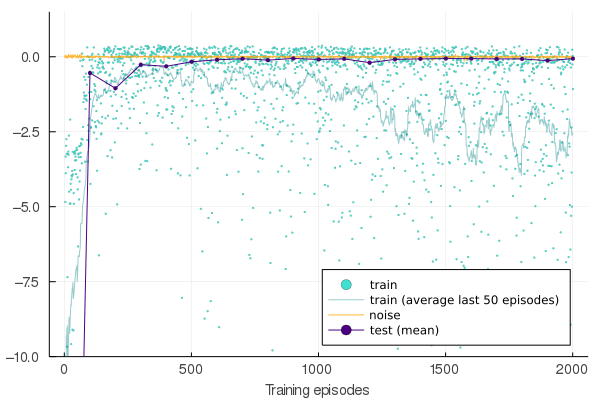 0.0
−2.5
−5.0
−7.5
−10.0
0 500 1000 1500 2000
Training episodes
train
train (average last 50 episodes)
noise
test (mean)